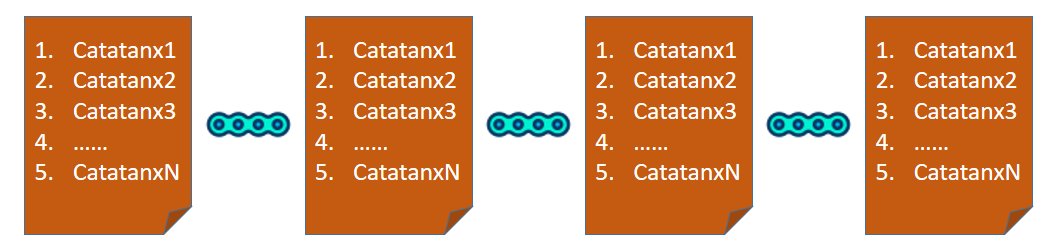 1. Catatanx1
2. Catatanx2
3. Catatanx3
4. ……
5. CatatanxN
1. Catatanx1
2. Catatanx2
3. Catatanx3
4. ……
5. CatatanxN
1. Catatanx1
2. Catatanx2
3. Catatanx3
4. ……
5. CatatanxN
1. Catatanx1
2. Catatanx2
3. Catatanx3
4. ……
5. CatatanxN